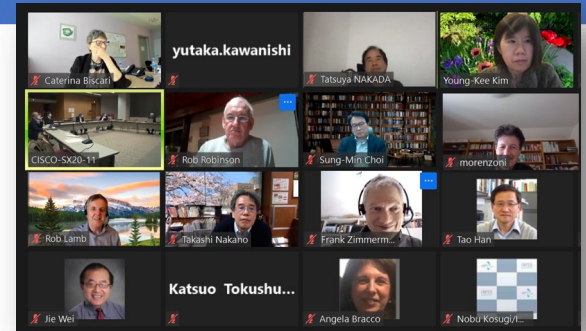 Caterina Biscari
yutaka.kawanishi
Tatsuya NAKADA
Young-Kee Kim
CISCO-SX20-11
Rob Robinson
Sung-Min Choi
morenzoni
Rob Lamb
Takashi Nakano
Frank Zimmerm...
Tao Han
Jie Wei
Katsuo Tokushu...
Angela Bracco
Nobu Kosugi/I...